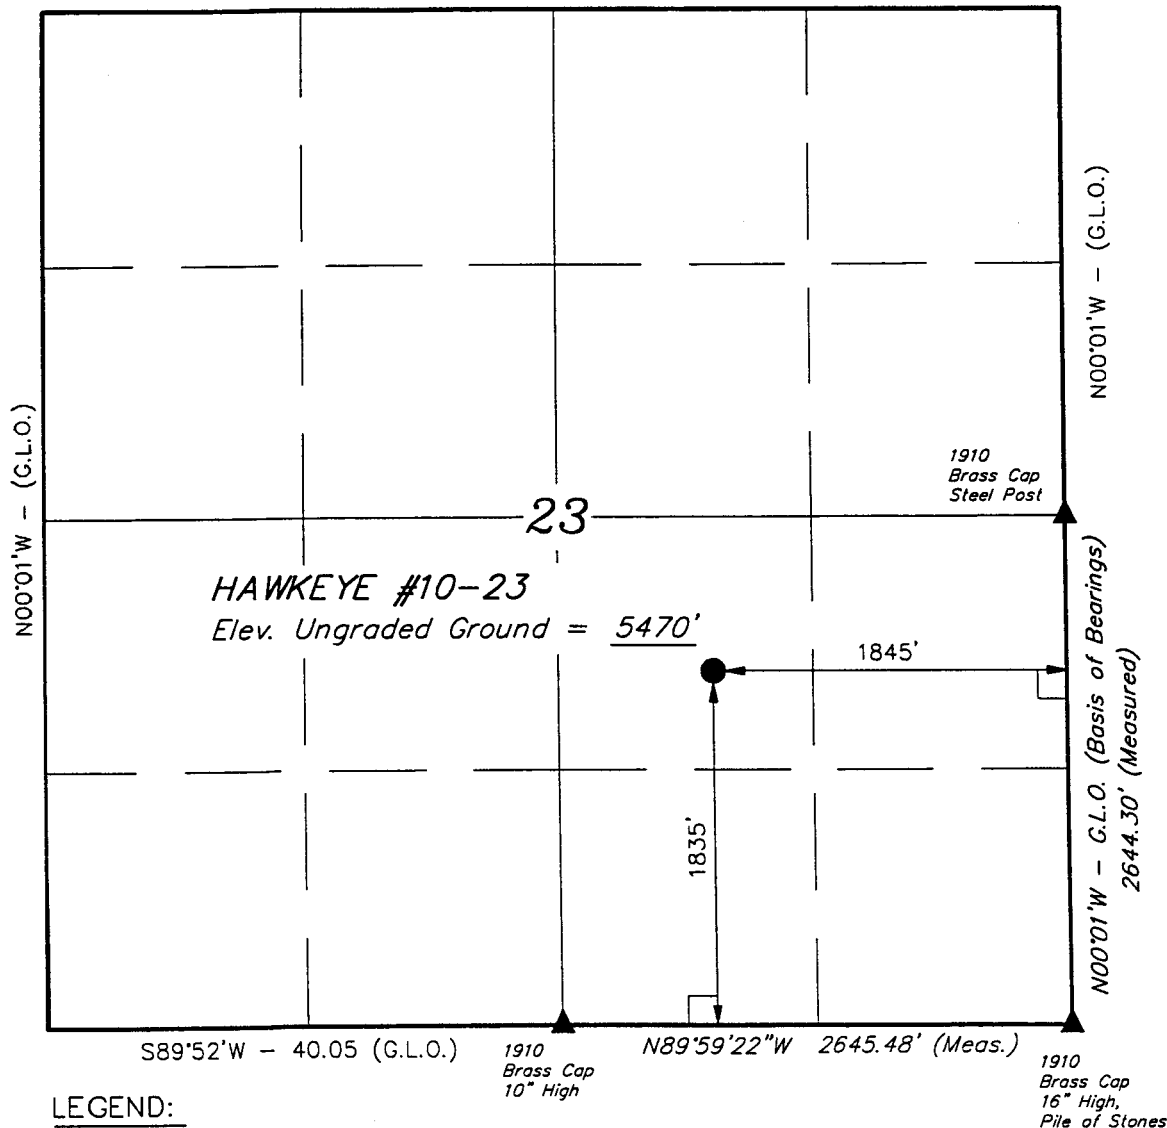 N00°01'W - (G.L.O.)
N00°01'W - (G.L.O.)
1910
Brass Cap
Steel Post
23
HAWKEYE #10-23
Elev. Ungraded Ground = 5470'
1845'
1835'
N00°01'W - G.L.O. (Basis of Bearings)
2644.30' (Measured)
S89°52'W - 40.05 (G.L.O.)
1910
Brass Cap
10" High
N89°59'22"W 2645.48' (Meas.)
1910
Brass Cap
16" High,
Pile of Stones
LEGEND: